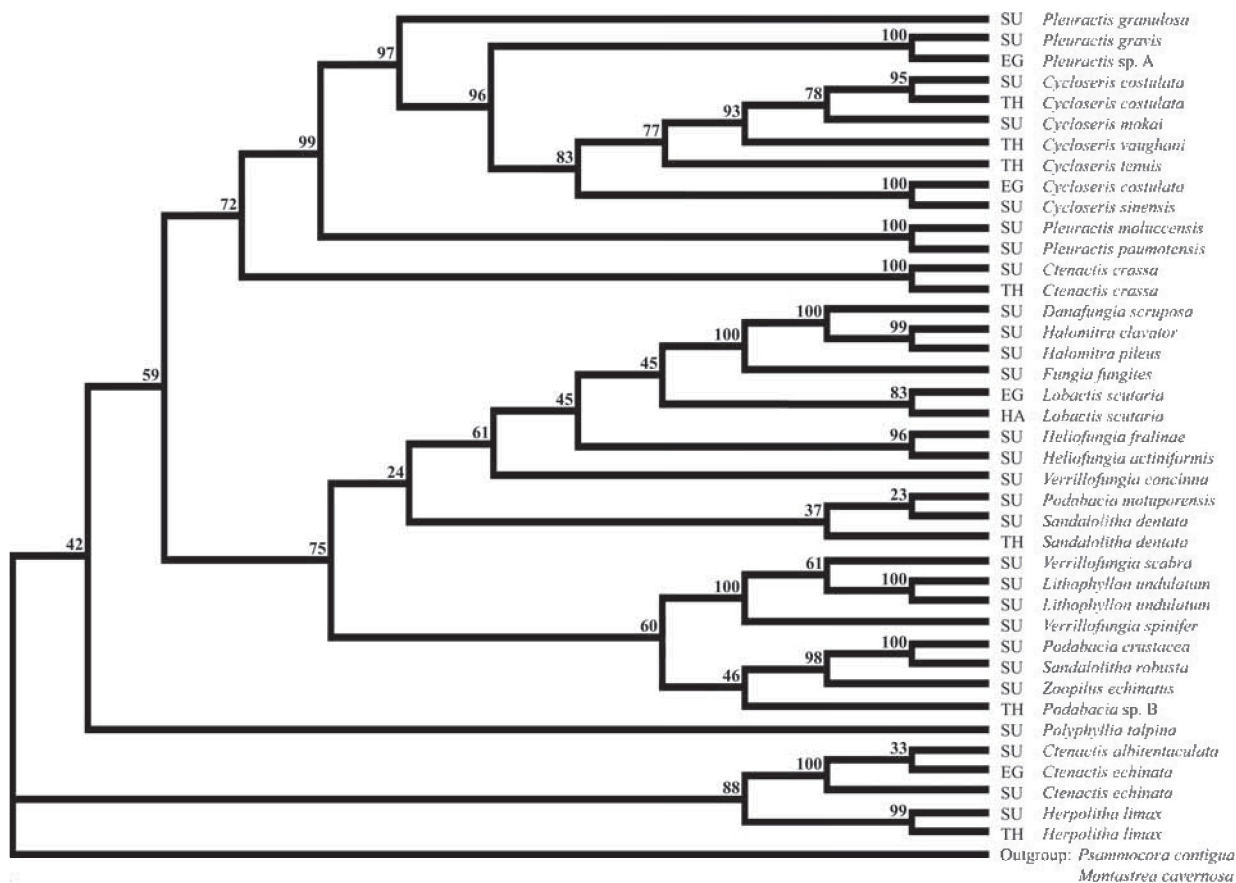 SU Pleuractis granulosa
100 SU Pleuractis gravis
97 EG Pleuractis sp. A
95 SU Cycloseris costulata
96 78 TH Cycloseris costulata
93 SU Cycloseris mokai
77 TH Cycloseris vaughani
99 83 TH Cycloseris tenuis
100 EG Cycloseris costulata
72 SU Cycloseris sinensis
100 SU Pleuractis moluccensis
SU Pleuractis paumotensis
100 SU Ctenactis crassa
TH Ctenactis crassa
100 SU Danafungia scruposa
100 99 SU Halomitra clavator
45 SU Halomitra pileus
59 45 SU Fungia fungites
83 EG Lobactis scutaria
61 HA Lobactis scutaria
96 SU Heliofungia fralinae
24 SU Heliofungia actiniformis
SU Verrillofungia concinna
37 23 SU Podabacia motuporensis
SU Sandalolitha dentata
42 75 TH Sandalolitha dentata
61 SU Verrillofungia scabra
100 100 SU Lithophyllon undulatum
SU Lithophyllon undulatum
60 SU Verrillofungia spinifer
100 SU Podabacia crustacea
98 SU Sandalolitha robusta
46 SU Zoopilus echinatus
TH Podabacia sp. B
SU Polyphyllia talpina
33 SU Ctenactis albitentaculata
100 EG Ctenactis echinata
88 SU Ctenactis echinata
99 SU Herpolitha limax
TH Herpolitha limax
Outgroup: Psammocora contigua
Montastrea cavernosa